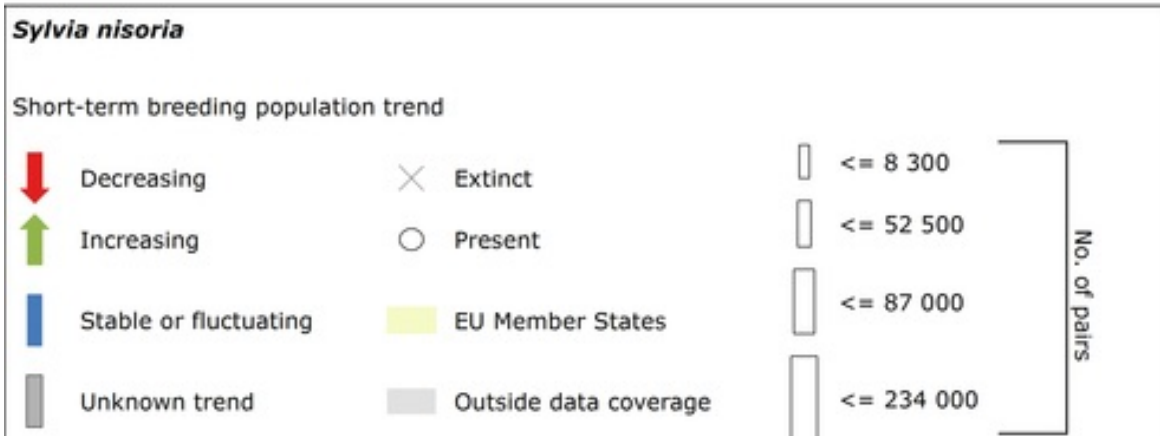 Sylvia nisoria
Short-term breeding population trend
Decreasing
Increasing
Stable or fluctuating
Unknown trend
Extinct
Present
EU Member States
Outside data coverage
<= 8 300
<= 52 500
<= 87 000
<= 234 000
No. of pairs